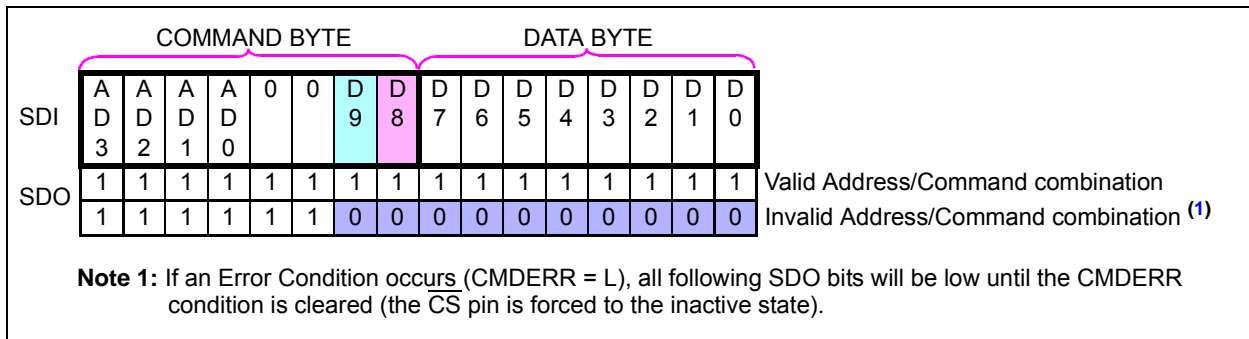 COMMAND BYTE DATA BYTE
SDI A D 3 A D 2 A D 1 A D 0 0 0 D 9 D 8 D 7 D 6 D 5 D 4 D 3 D 2 D 1 D 0
SDO 1 1 1 1 1 1 1 1 1 1 1 1 1 1 1 1 Valid Address/Command combination
1 1 1 1 1 1 0 0 0 0 0 0 0 0 0 0 Invalid Address/Command combination (1)
Note 1: If an Error Condition occurs (CMDERR = L), all following SDO bits will be low until the CMDERR
condition is cleared (the CS pin is forced to the inactive state).